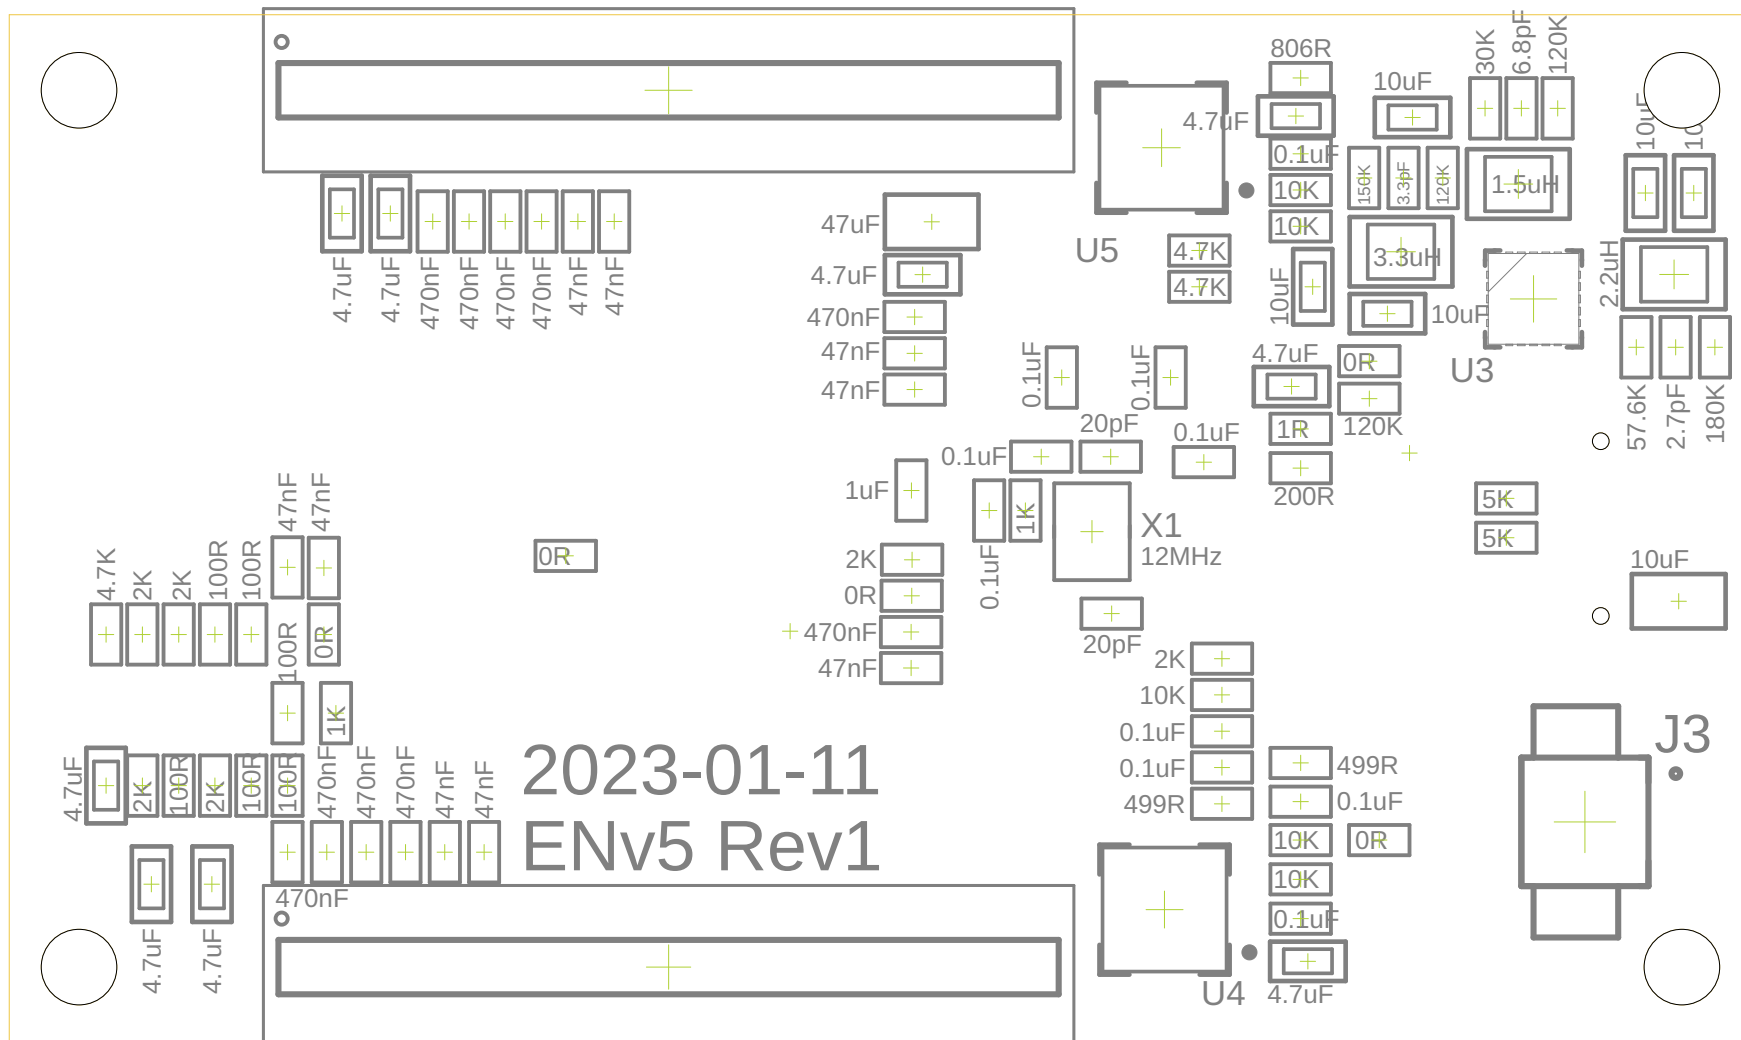 806R
30K
6.8pF
120K
10uF
10uF
4.7uF
0.1uF
150K
3.3pF
120K
1.5uH
10K
10K
47uF
U5
4.7K
3.3uH
4.7uF
4.7uF
4.7uF
470nF
470nF
470nF
470nF
47nF
47nF
4.7K
10uF
2.2uH
470nF
10uF
47nF
0.1uF
0.1uF
4.7uF
0R
U3
47nF
57.6K
2.7pF
180K
20pF
0.1uF
1R
120K
0.1uF
1uF
200R
5K
47nF
47nF
1K
X1
12MHz
5K
0R
0.1uF
2K
10uF
4.7K
2K
2K
100R
100R
0R
470nF
20pF
100R
0R
47nF
2K
10K
1K
0.1uF
J3
2023-01-11
4.7uF
2K
100R
2K
100R
100R
470nF
470nF
470nF
47nF
47nF
0.1uF
499R
499R
0.1uF
ENv5 Rev1
10K
0R
10K
470nF
0.1uF
4.7uF
4.7uF
U4
4.7uF